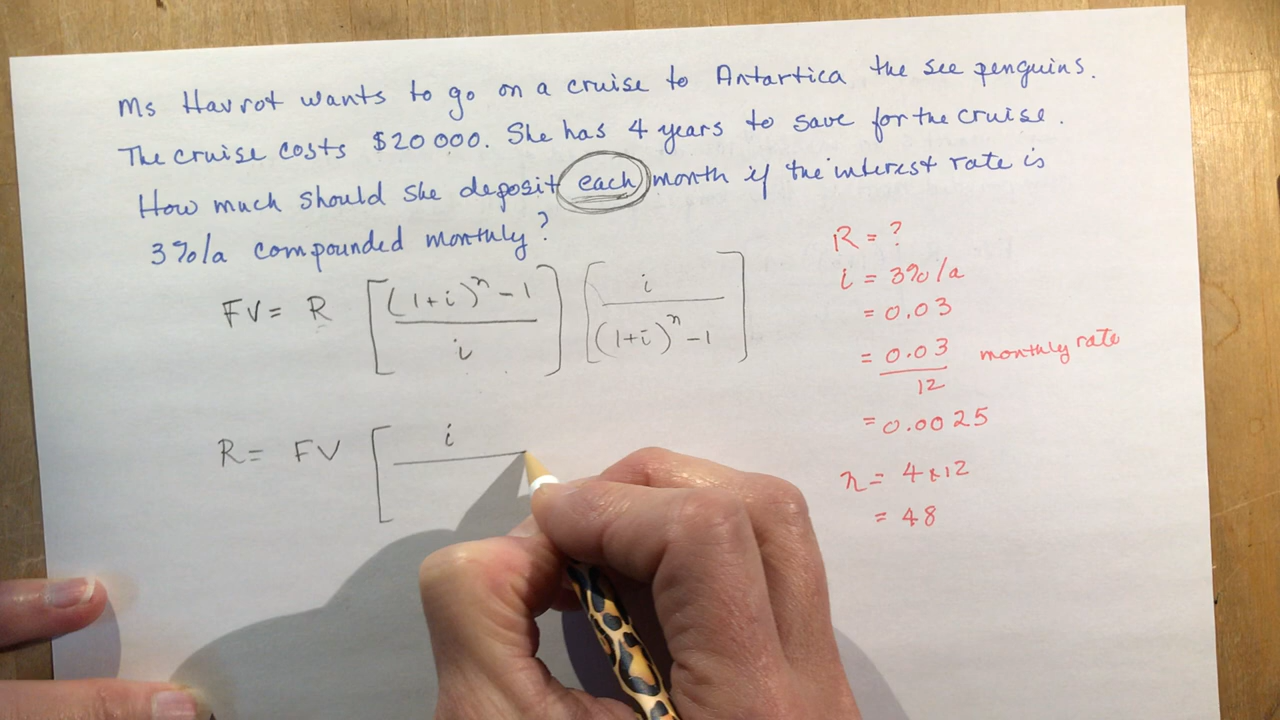 Ms Havrot wants to go on a cruise to Antartica the see penguins.
The cruise costs $20 000. She has 4 years to save for the cruise.
How much should she deposit each month if the interest rate is
3%/a compounded monthly?
FV = R [((1+i)^n - 1) / i] [i / ((1+i)^n - 1)]
R = FV [i
R = ?
i = 3%/a
= 0.03
= 0.03/12 monthly rate
= 0.0025
n = 4x12
= 48